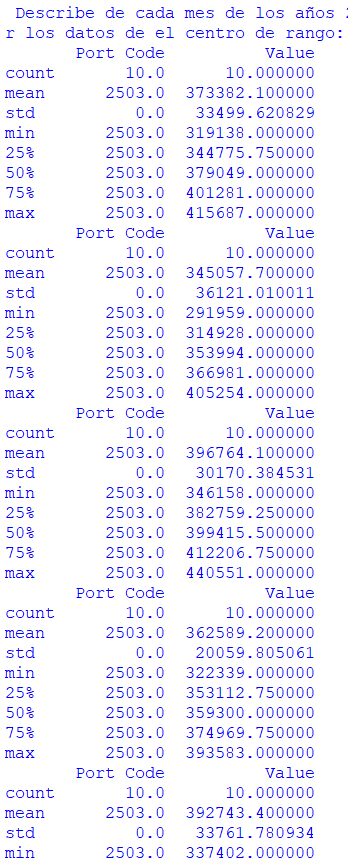 Describe de cada mes de los años
r los datos de el centro de rango:
Port Code Value
count 10.0 10.000000
mean 2503.0 373382.100000
std 0.0 33499.620829
min 2503.0 319138.000000
25% 2503.0 344775.750000
50% 2503.0 379049.000000
75% 2503.0 401281.000000
max 2503.0 415687.000000
Port Code Value
count 10.0 10.000000
mean 2503.0 345057.700000
std 0.0 36121.010011
min 2503.0 291959.000000
25% 2503.0 314928.000000
50% 2503.0 353994.000000
75% 2503.0 366981.000000
max 2503.0 405254.000000
Port Code Value
count 10.0 10.000000
mean 2503.0 396764.100000
std 0.0 30170.384531
min 2503.0 346158.000000
25% 2503.0 382759.250000
50% 2503.0 399415.500000
75% 2503.0 412206.750000
max 2503.0 440551.000000
Port Code Value
count 10.0 10.000000
mean 2503.0 362589.200000
std 0.0 20059.805061
min 2503.0 322339.000000
25% 2503.0 353112.750000
50% 2503.0 359300.000000
75% 2503.0 374969.750000
max 2503.0 393583.000000
Port Code Value
count 10.0 10.000000
mean 2503.0 392743.400000
std 0.0 33761.780934
min 2503.0 337402.000000